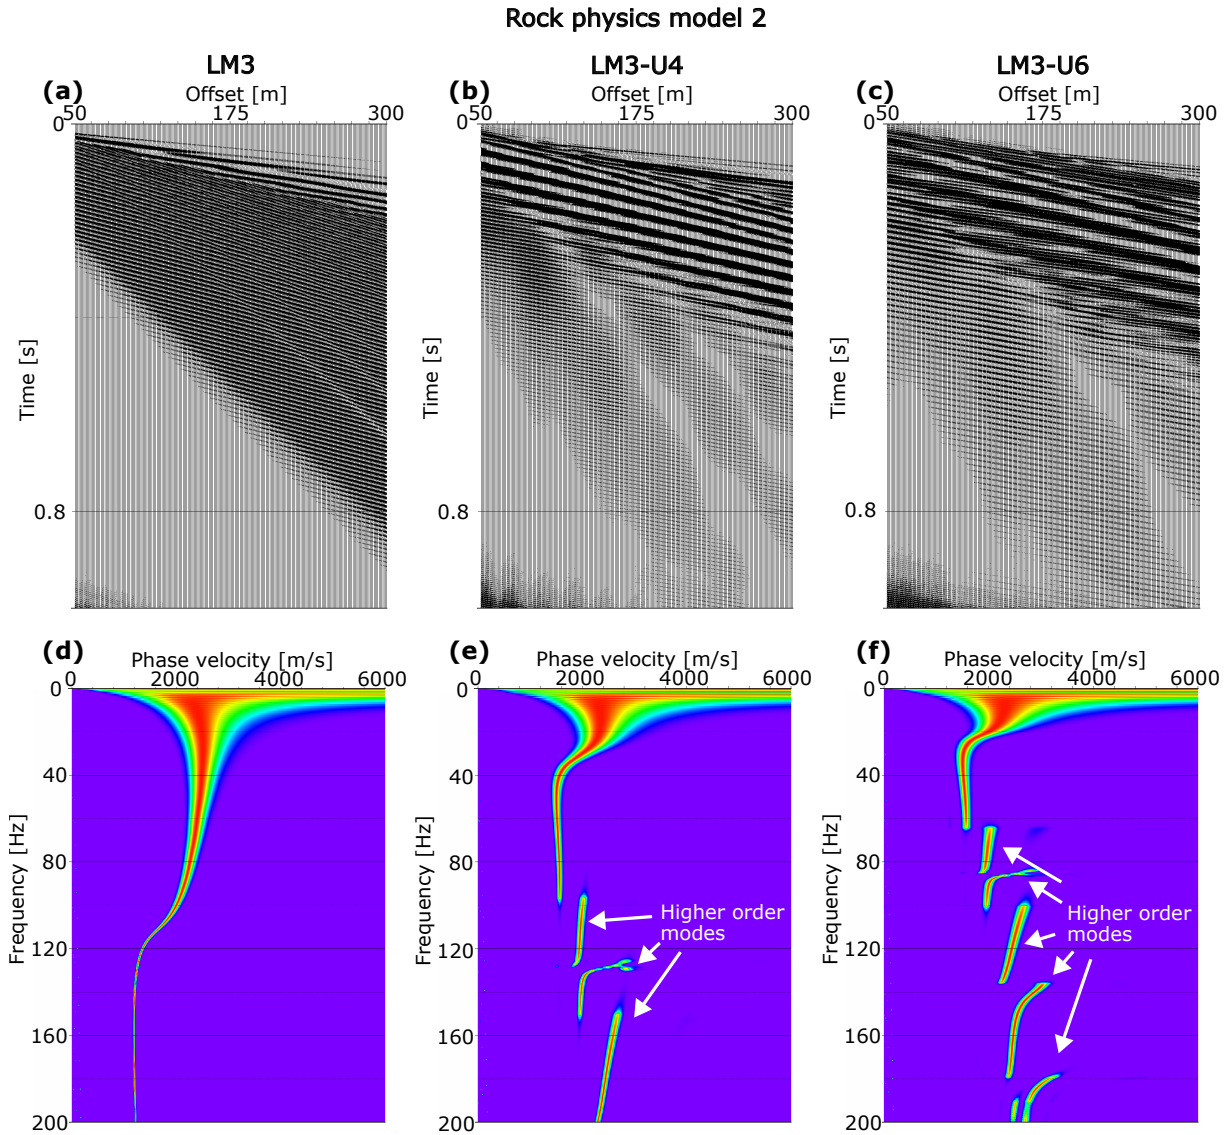 Rock physics model 2
LM3 LM3-U4 LM3-U6
(a) Offset [m] (b) Offset [m] (c) Offset [m]
50 175 300 50 175 300 50 175 300
0 0 0
Time [s] Time [s] Time [s]
0.8 0.8 0.8
(d) Phase velocity [m/s] (e) Phase velocity [m/s] (f) Phase velocity [m/s]
0 2000 4000 6000 0 2000 4000 6000 0 2000 4000 6000
0 0 0
40 40 40
80 80 80
Frequency [Hz] Frequency [Hz] Frequency [Hz]
Higher order Higher order
modes modes
120 120 120
160 160 160
200 200 200